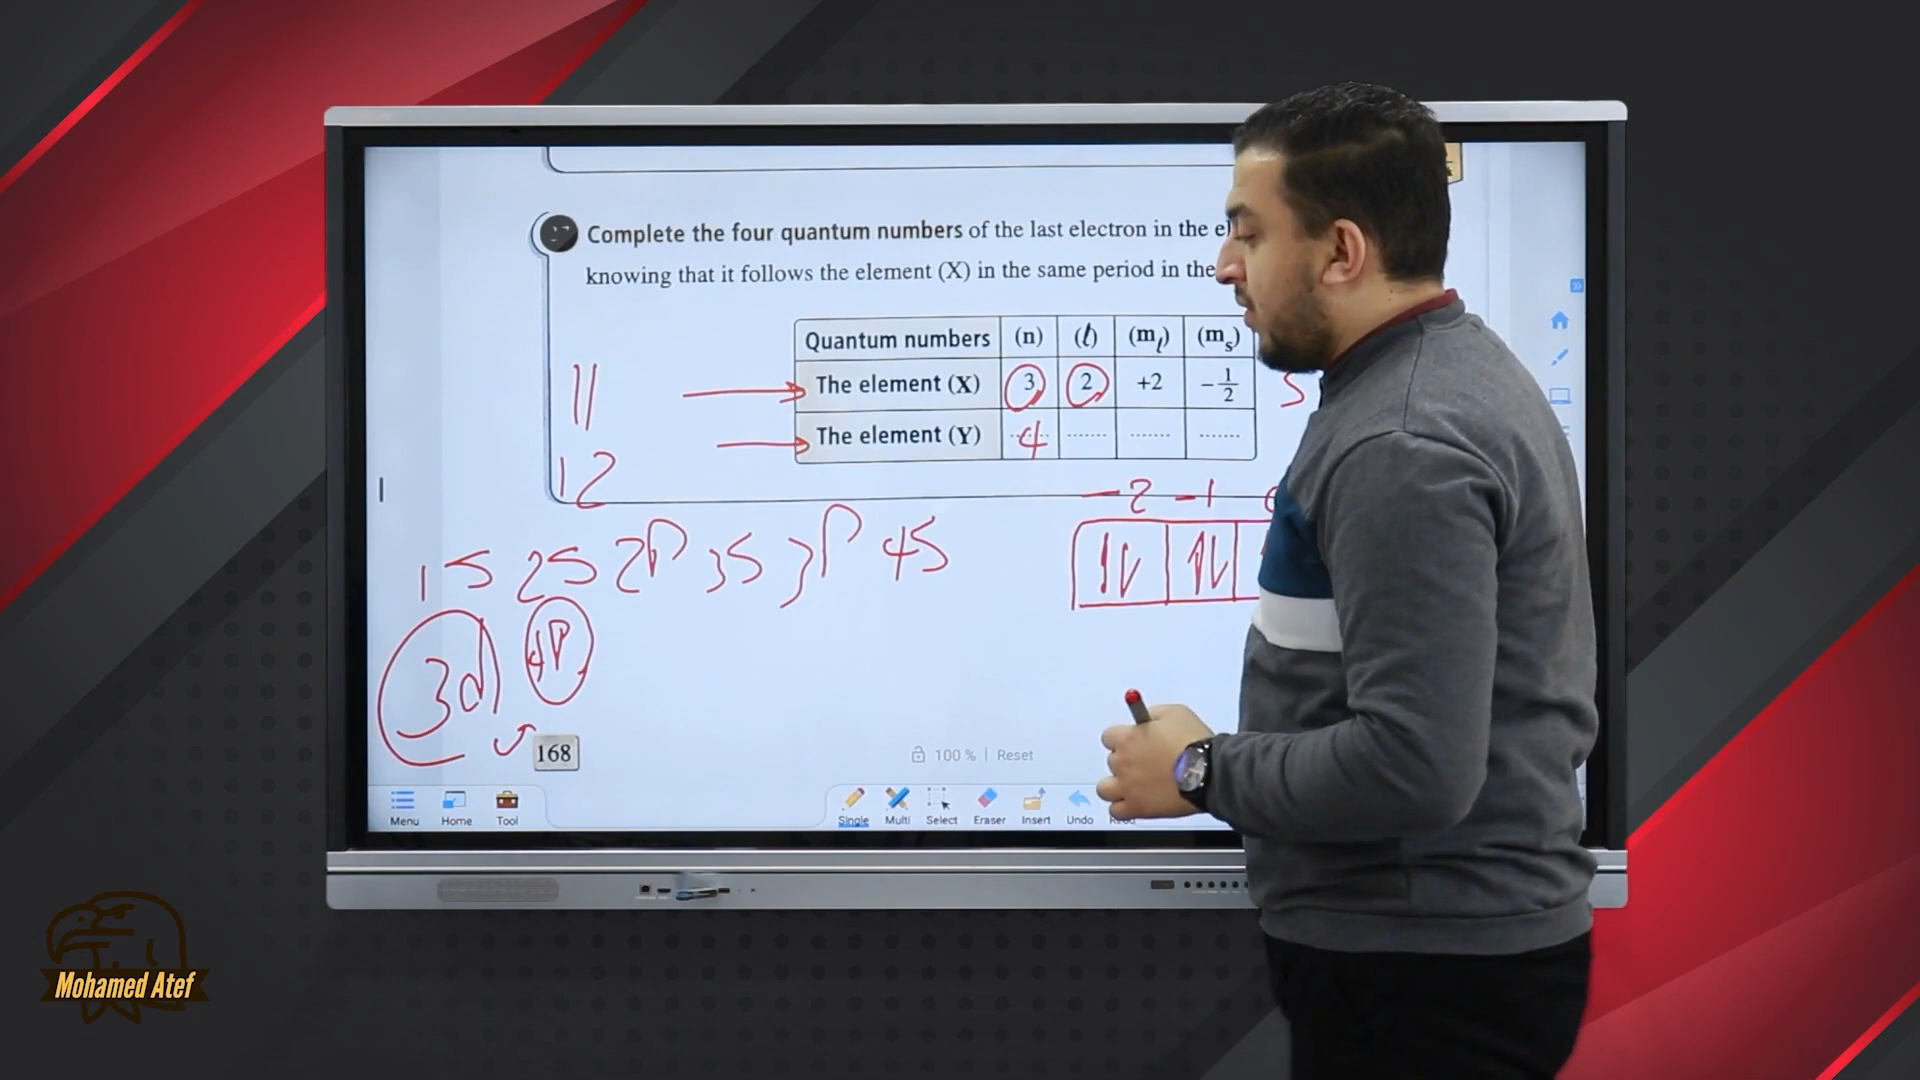 Complete the four quantum numbers of the last electron in the
knowing that it follows the element (X) in the same period in the
Quantum numbers (n) (ℓ) (mℓ) (ms)
The element (X) 3 2 +2 -1/2
The element (Y) ........ 4 ........ ........ ........
11
12
-2 -1
1S 2S 2P 3S 3P 4S
3d 4P
168
100 % | Reset
Menu Home Tool Single Multi Select Eraser Insert Undo
Mohamed Atef